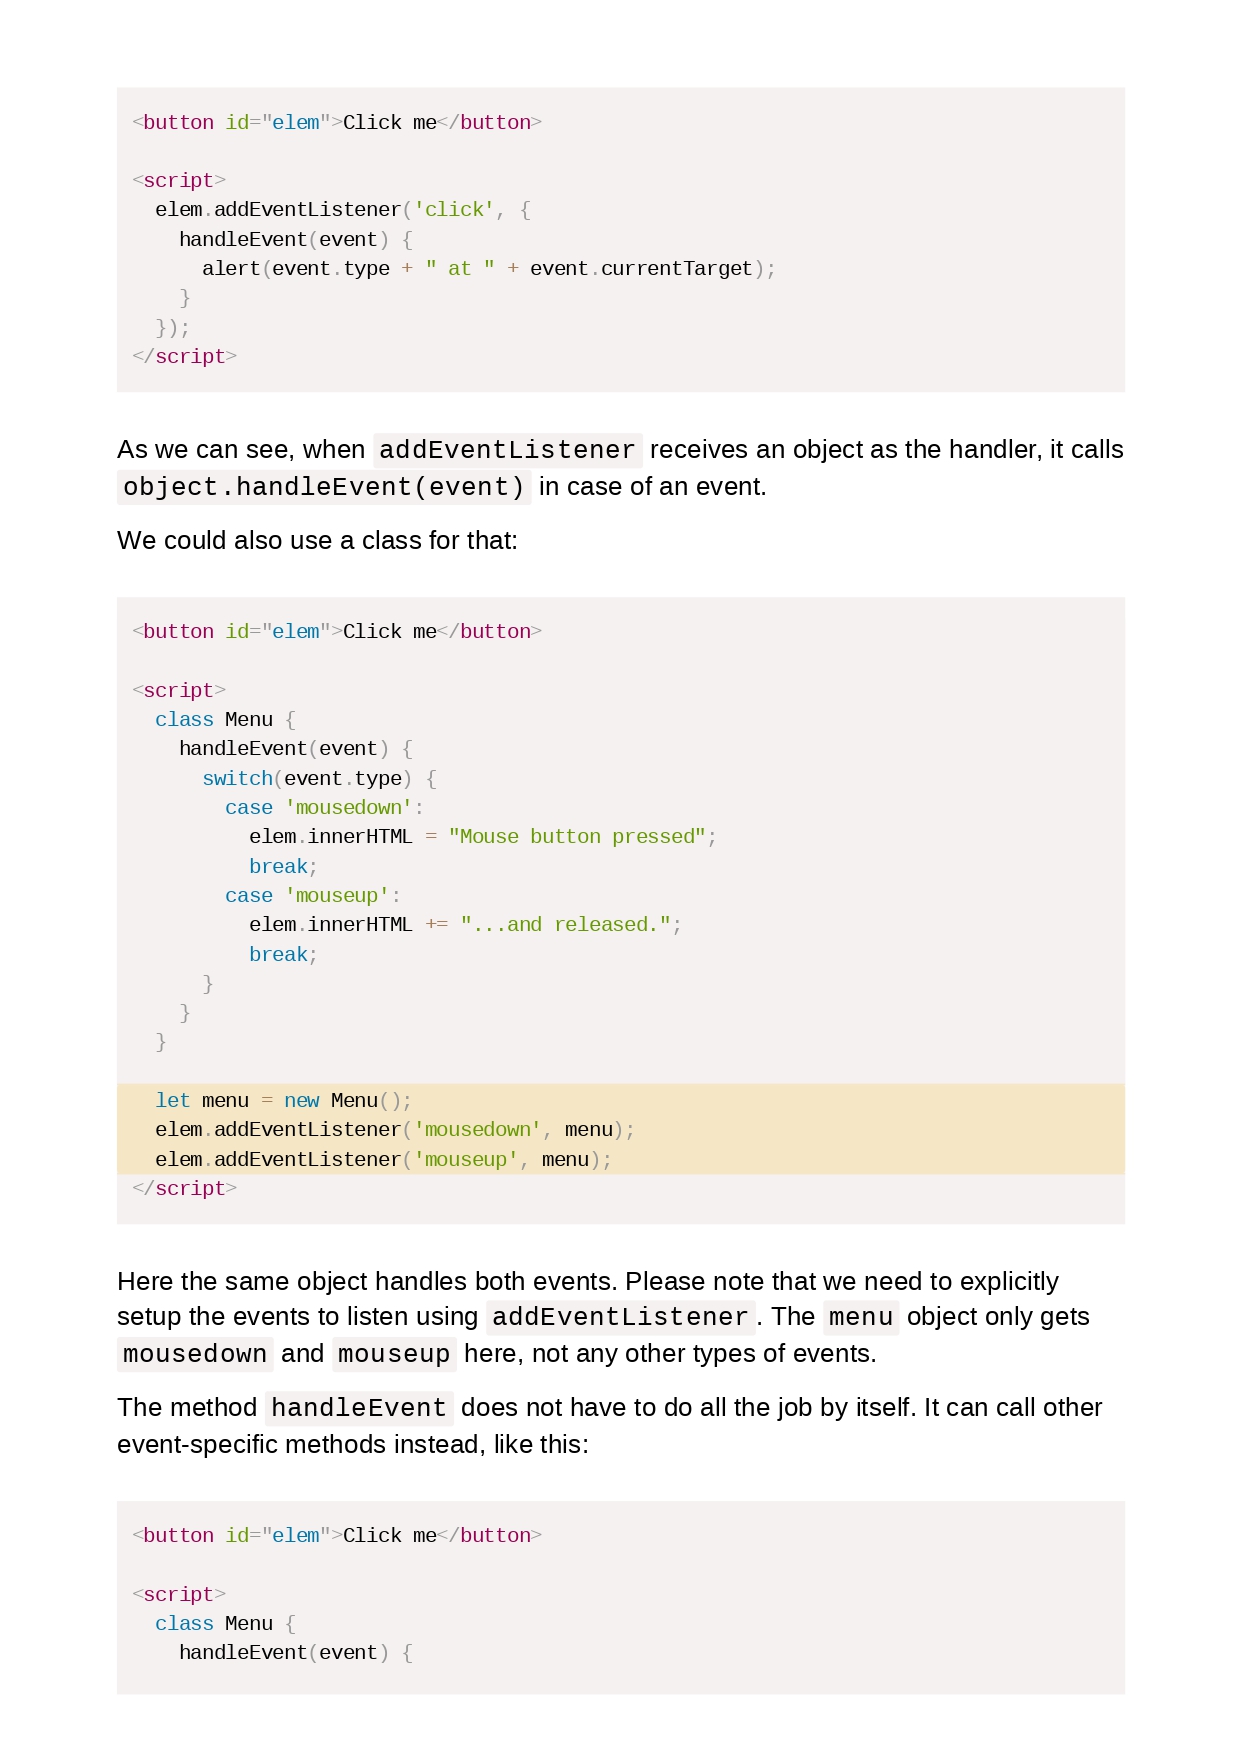 <button id="elem">Click me</button>

<script>
  elem.addEventListener('click', {
    handleEvent(event) {
      alert(event.type + " at " + event.currentTarget);
    }
  });
</script>

As we can see, when addEventListener receives an object as the handler, it calls
object.handleEvent(event) in case of an event.
We could also use a class for that:

<button id="elem">Click me</button>

<script>
  class Menu {
    handleEvent(event) {
      switch(event.type) {
        case 'mousedown':
          elem.innerHTML = "Mouse button pressed";
          break;
        case 'mouseup':
          elem.innerHTML += "...and released.";
          break;
      }
    }
  }

  let menu = new Menu();
  elem.addEventListener('mousedown', menu);
  elem.addEventListener('mouseup', menu);
</script>

Here the same object handles both events. Please note that we need to explicitly
setup the events to listen using addEventListener. The menu object only gets
mousedown and mouseup here, not any other types of events.
The method handleEvent does not have to do all the job by itself. It can call other
event-specific methods instead, like this:

<button id="elem">Click me</button>

<script>
  class Menu {
    handleEvent(event) {